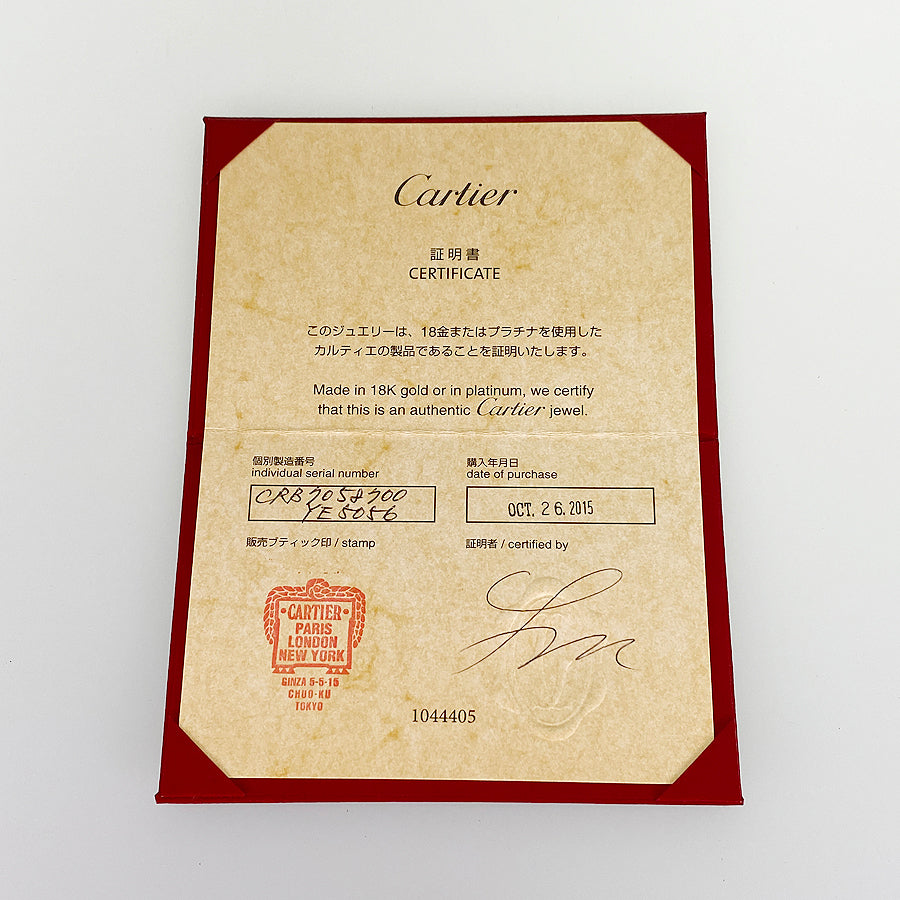 Cartier
証明書
CERTIFICATE
このジュエリーは、18金またはプラチナを使用した
カルティエの製品であることを証明いたします。
Made in 18K gold or in platinum, we certify
that this is an authentic Cartier jewel.
個別製造番号
individual serial number
CRB7058700
YE5056
購入年月日
date of purchase
OCT. 26.2015
販売ブティック印 / stamp
証明者 / certified by
CARTIER
PARIS
LONDON
NEW YORK
GINZA 5-5-15
CHUO-KU
TOKYO
1044405